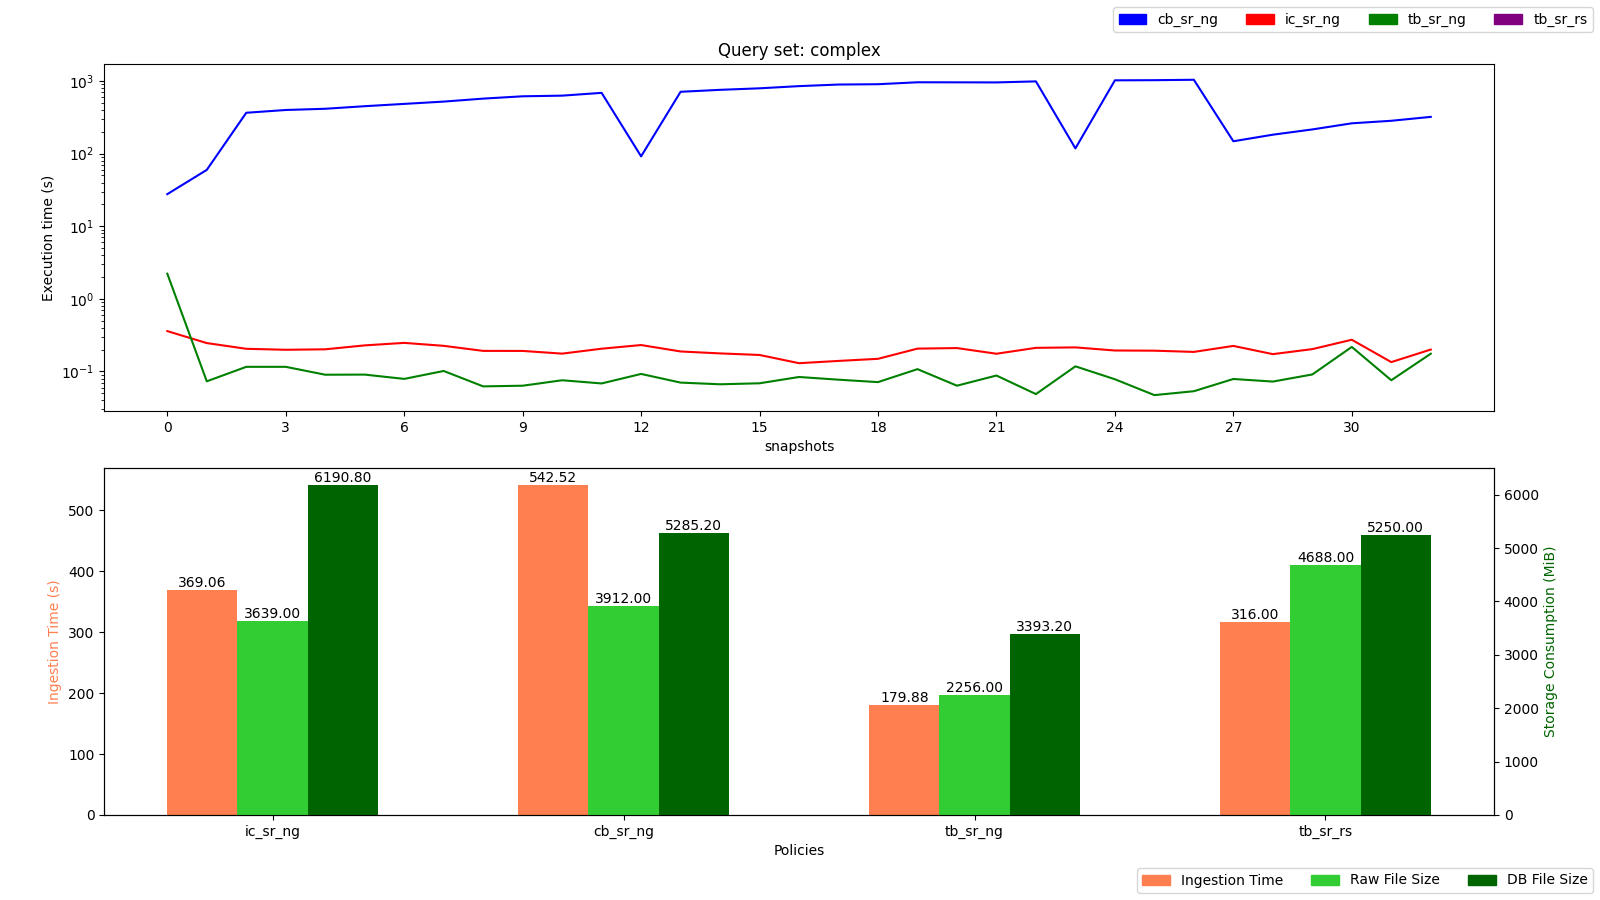 cb_sr_ng ic_sr_ng tb_sr_ng tb_sr_rs
Query set: complex
Execution time (s)
10³
10²
10¹
10⁰
10⁻¹
0 3 6 9 12 15 18 21 24 27 30
snapshots
Ingestion Time (s)
500
400
300
200
100
0
369.06 3639.00 6190.80
542.52 3912.00 5285.20
179.88 2256.00 3393.20
316.00 4688.00 5250.00
6000
5000
4000
3000
2000
1000
0
Storage Consumption (MiB)
ic_sr_ng cb_sr_ng tb_sr_ng tb_sr_rs
Policies
Ingestion Time Raw File Size DB File Size